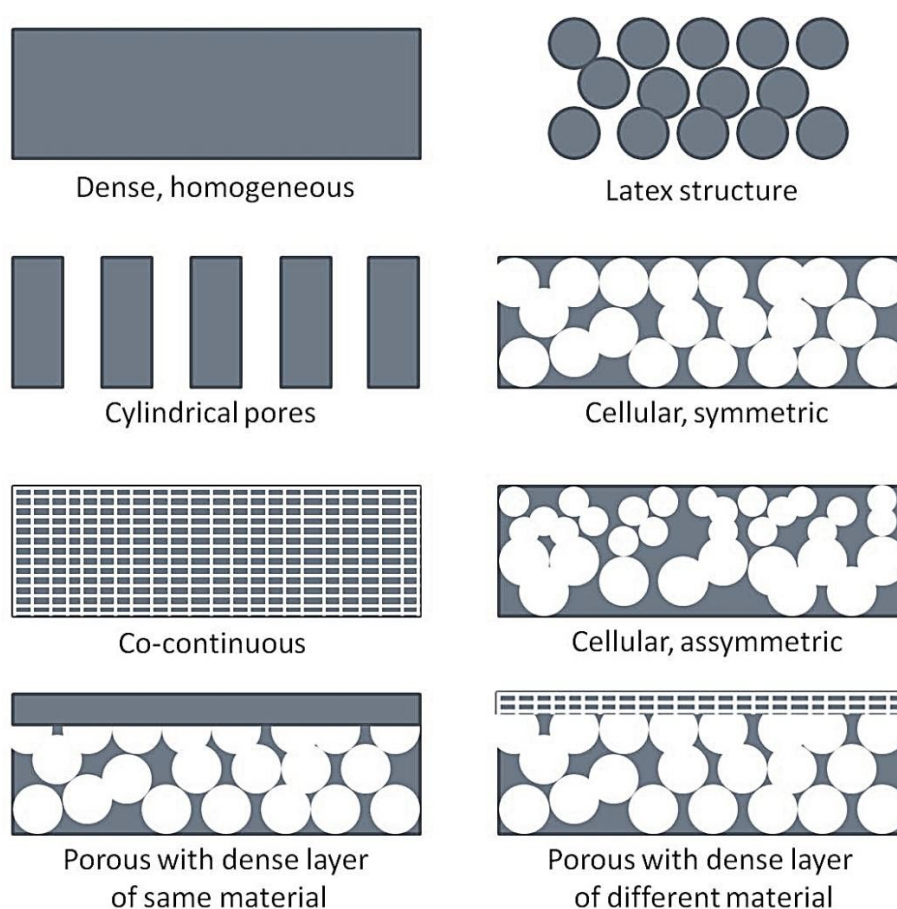 Dense, homogeneous
Latex structure
Cylindrical pores
Cellular, symmetric
Co-continuous
Cellular, assymmetric
Porous with dense layer
of same material
Porous with dense layer
of different material